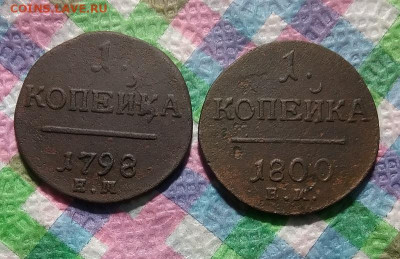 COINS.LAVE.RU
1.
КОПЕЙКА
1798
Е.М
1.
КОПЕЙКА
1800
Е.М.